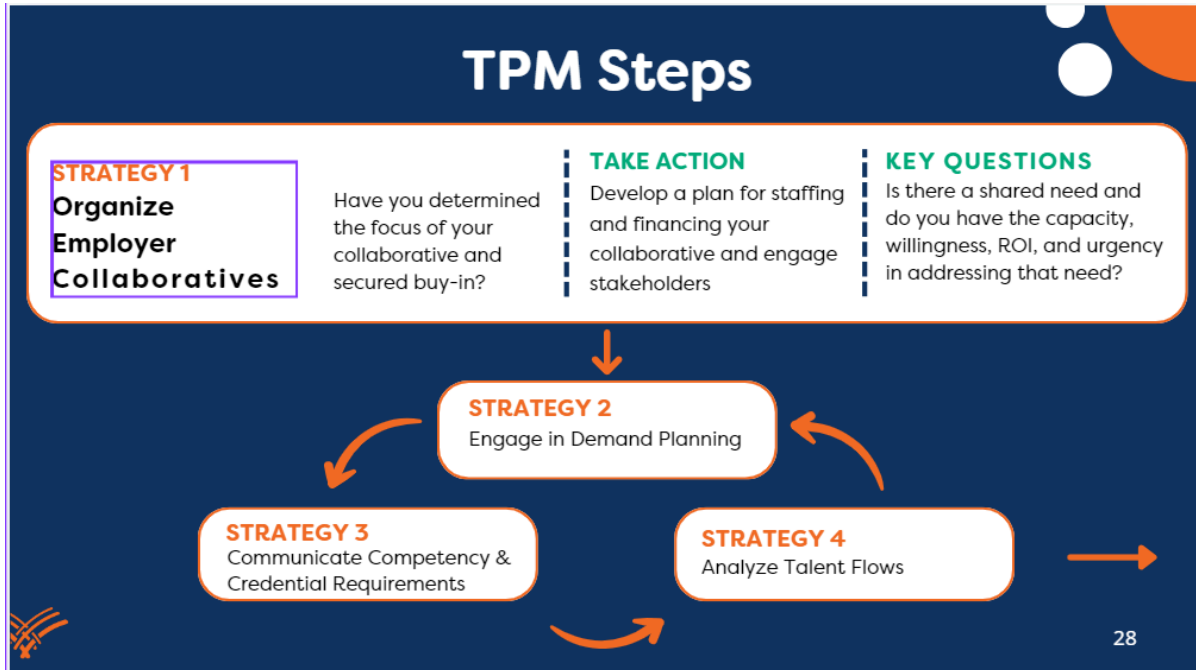 TPM Steps
STRATEGY 1
Organize
Employer
Collaboratives
Have you determined
the focus of your
collaborative and
secured buy-in?
TAKE ACTION
Develop a plan for staffing
and financing your
collaborative and engage
stakeholders
KEY QUESTIONS
Is there a shared need and
do you have the capacity,
willingness, ROI, and urgency
in addressing that need?
STRATEGY 2
Engage in Demand Planning
STRATEGY 3
Communicate Competency &
Credential Requirements
STRATEGY 4
Analyze Talent Flows
28